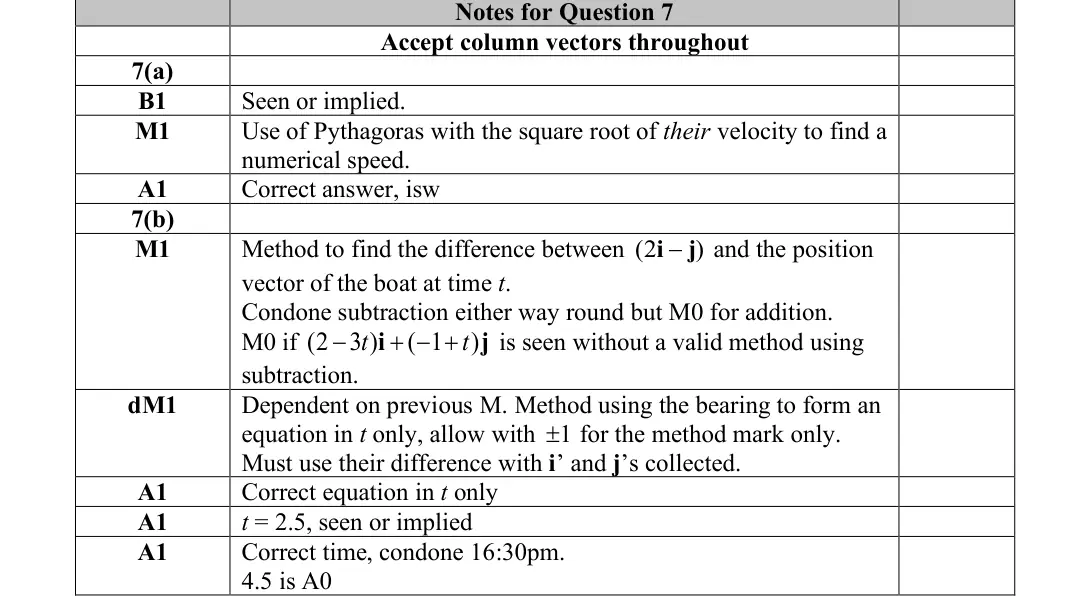 Notes for Question 7
Accept column vectors throughout
7(a)
B1 Seen or implied.
M1 Use of Pythagoras with the square root of their velocity to find a
numerical speed.
A1 Correct answer, isw
7(b)
M1 Method to find the difference between (2i − j) and the position
vector of the boat at time t.
Condone subtraction either way round but M0 for addition.
M0 if (2 − 3t)i + (−1 + t)j is seen without a valid method using
subtraction.
dM1 Dependent on previous M. Method using the bearing to form an
equation in t only, allow with ±1 for the method mark only.
Must use their difference with i’ and j’s collected.
A1 Correct equation in t only
A1 t = 2.5, seen or implied
A1 Correct time, condone 16:30pm.
4.5 is A0